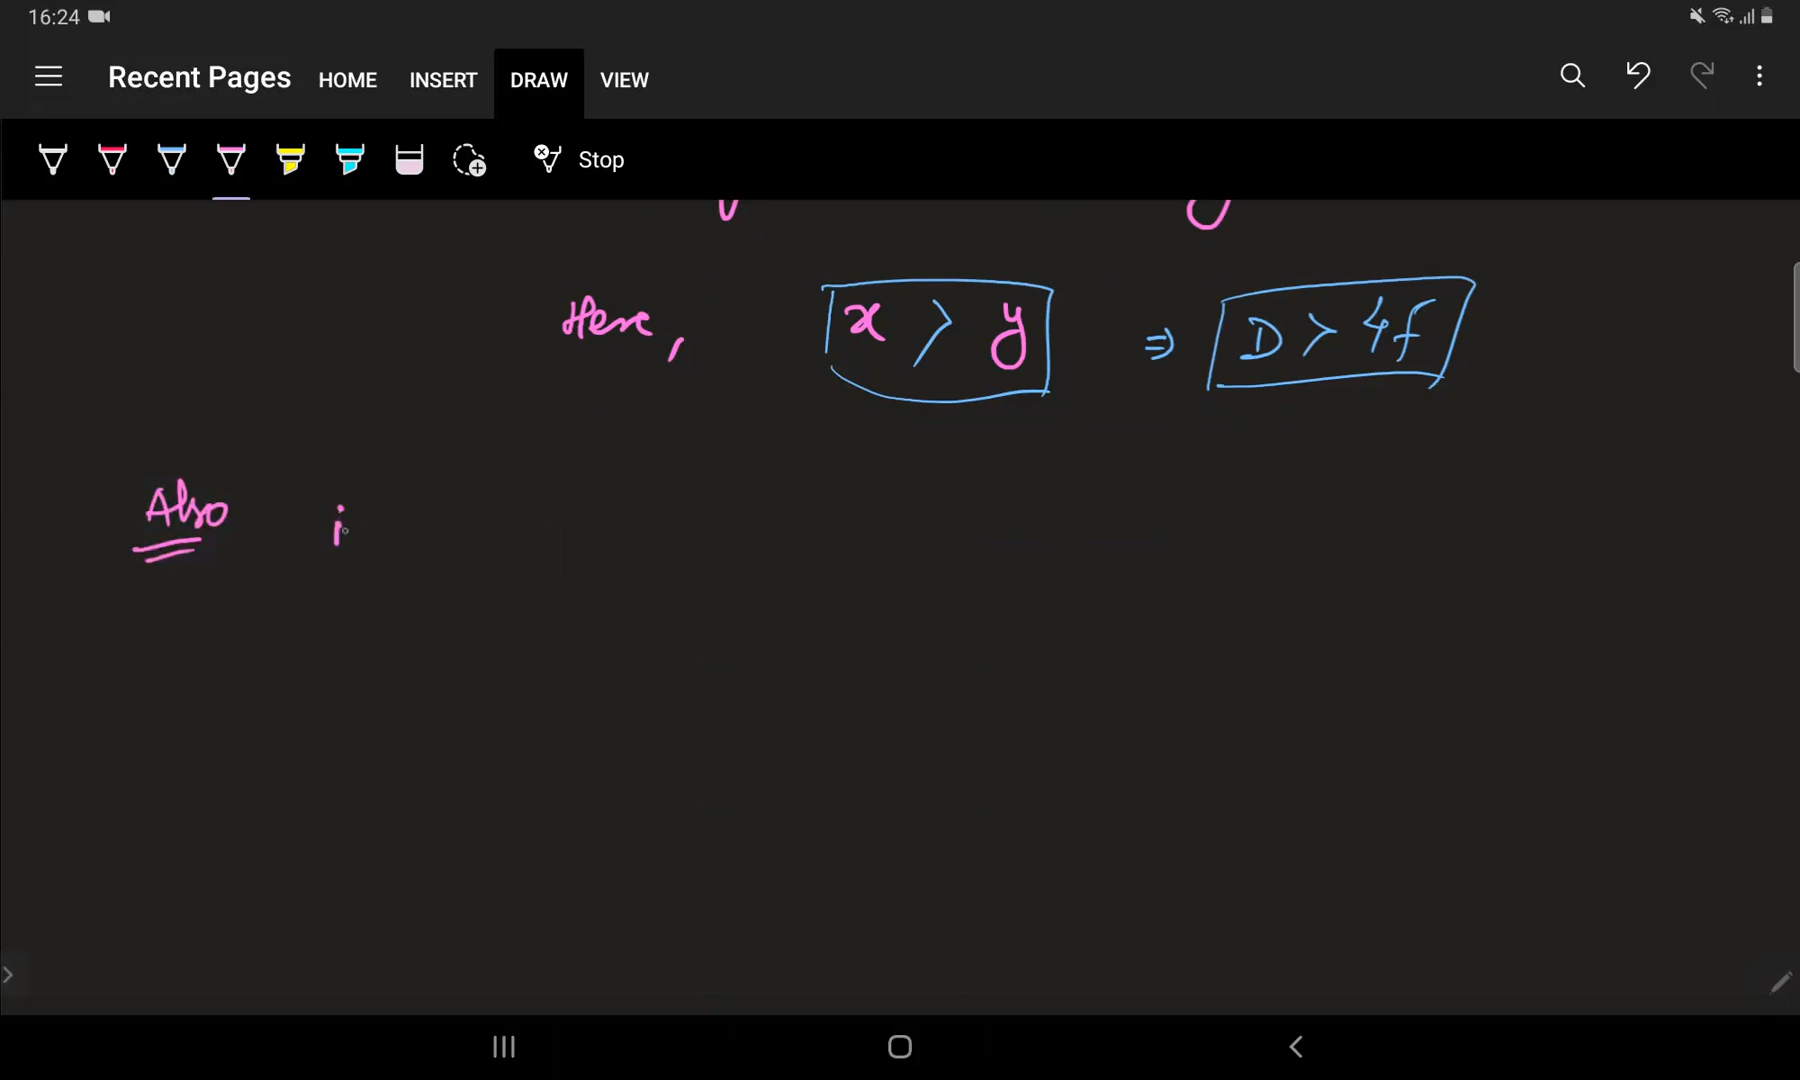 16:24
Recent Pages HOME INSERT DRAW VIEW
Stop
Here, x > y ⇒ D > 4f
Also i